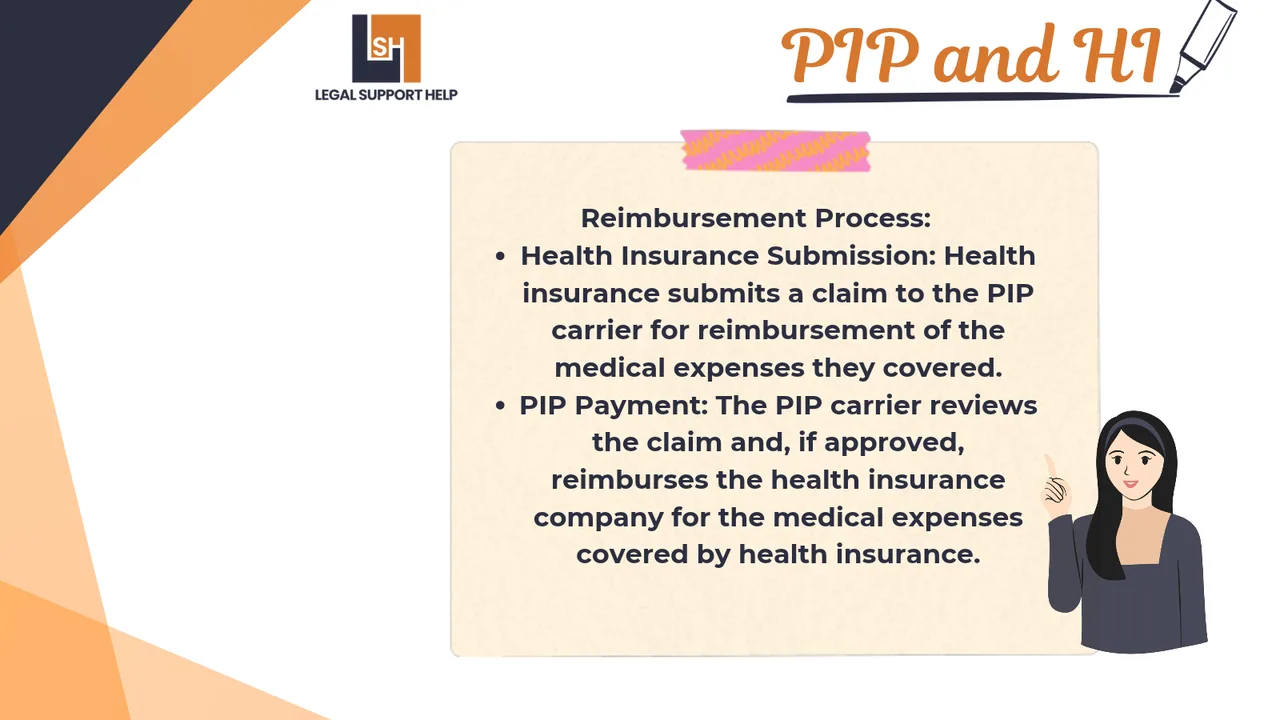 SH
LEGAL SUPPORT HELP
PIP and HI
Reimbursement Process:
• Health Insurance Submission: Health
insurance submits a claim to the PIP
carrier for reimbursement of the
medical expenses they covered.
• PIP Payment: The PIP carrier reviews
the claim and, if approved,
reimburses the health insurance
company for the medical expenses
covered by health insurance.